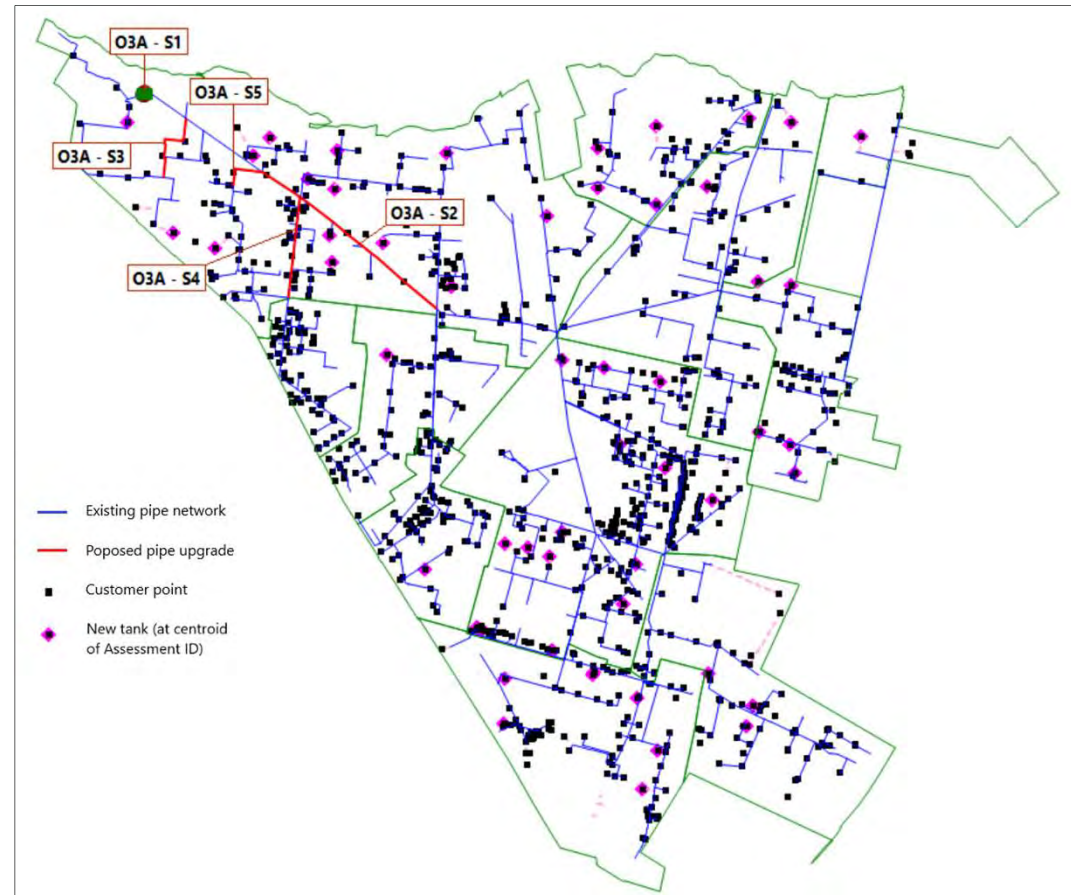 O3A - S1
O3A - S5
O3A - S3
O3A - S2
O3A - S4
Existing pipe network
Poposed pipe upgrade
Customer point
New tank (at centroid
of Assessment ID)